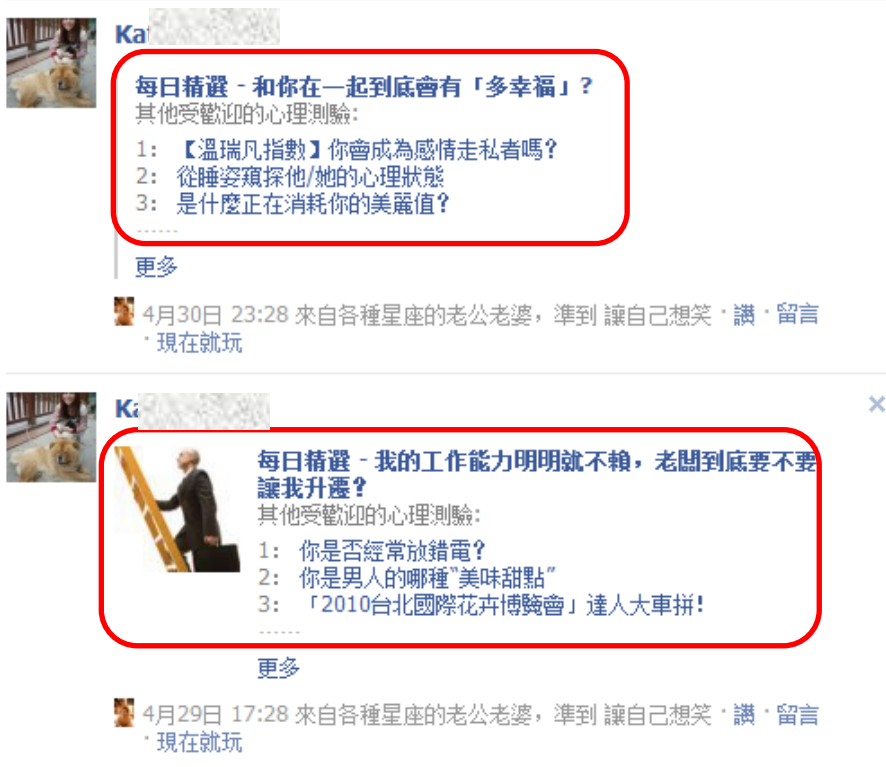 Kat
每日精選 - 和你在一起到底會有「多幸福」?
其他受歡迎的心理測驗:
1: 【溫瑞凡指數】你會成為感情走私者嗎?
2: 從睡姿窺探他/她的心理狀態
3: 是什麼正在消耗你的美麗值?
......
更多
4月30日 23:28 來自各種星座的老公老婆，準到 讓自己想笑 · 讚 · 留言
· 現在就玩
Ka
每日精選 - 我的工作能力明明就不賴，老闆到底要不要
讓我升遷?
其他受歡迎的心理測驗:
1: 你是否經常放錯電?
2: 你是男人的哪種"美味甜點"
3: 「2010台北國際花卉博覽會」達人大車拼!
......
更多
4月29日 17:28 來自各種星座的老公老婆，準到 讓自己想笑 · 讚 · 留言
· 現在就玩